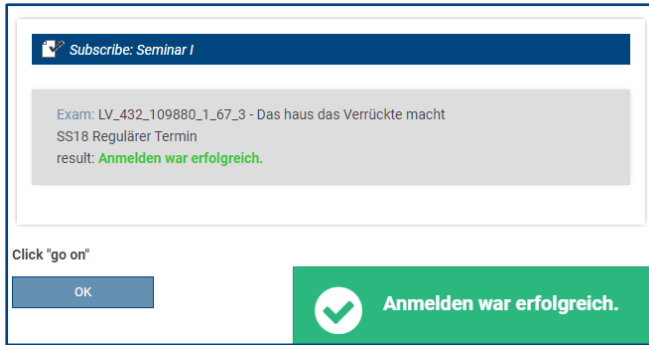 Subscribe: Seminar I
Exam: LV_432_109880_1_67_3 - Das haus das Verrückte macht
SS18 Regulärer Termin
result: Anmelden war erfolgreich.
Click "go on"
OK
Anmelden war erfolgreich.